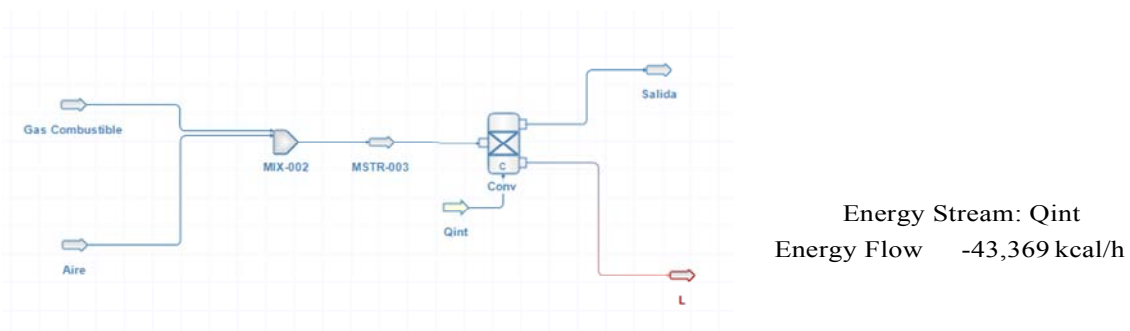 Salida
Gas Combustible
MIX-002
MSTR-003
C
Conv
Qint
Aire
L
Energy Stream: Qint
Energy Flow -43,369 kcal/h